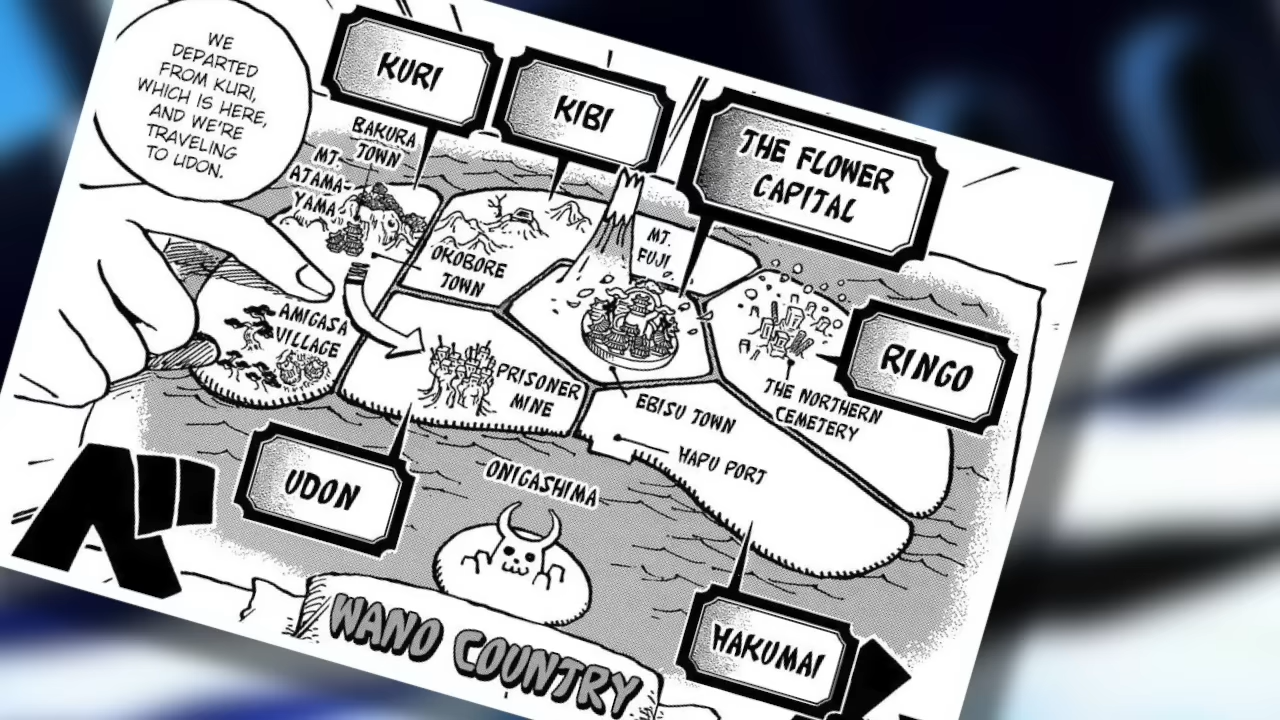 WE
DEPARTED
FROM KURI,
WHICH IS HERE,
AND WE'RE
TRAVELING
TO UDON.
KURI
KIBI
THE FLOWER
CAPITAL
BAKURA
TOWN
MT.
ATAMA-
YAMA
OKOBORE
TOWN
MT.
FUJI
AMIGASA
VILLAGE
PRISONER
MINE
RINGO
THE NORTHERN
CEMETERY
EBISU TOWN
HAPU PORT
UDON
ONIGASHIMA
HAKUMAI
WANO COUNTRY
べ